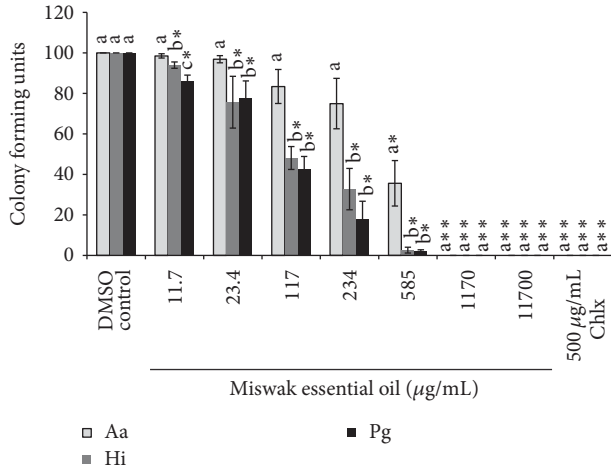 120
100
80
60
40
20
0
Colony forming units
a a a
a b* c*
a b* b*
a b* b*
a b* b*
a* b* b*
a** a** a**
a** a** a**
a** a** a**
DMSO
control
11.7
23.4
117
234
585
1170
11700
500 μg/mL
Chlx
Miswak essential oil (μg/mL)
Aa
Hi
Pg